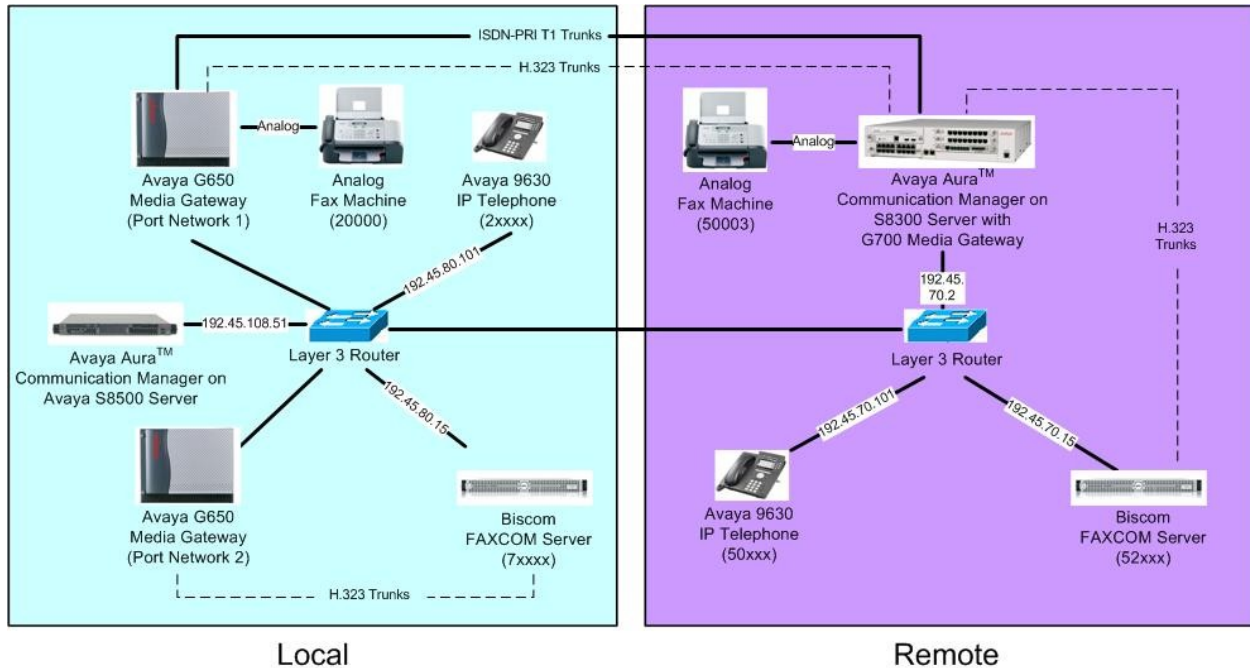 ISDN-PRI T1 Trunks
H.323 Trunks
Analog
Avaya G650
Media Gateway
(Port Network 1)
Analog
Fax Machine
(20000)
Avaya 9630
IP Telephone
(2xxxx)
192.45.80.101
192.45.108.51
Avaya Aura™
Communication Manager on
Avaya S8500 Server
Layer 3 Router
192.45.80.15
Avaya G650
Media Gateway
(Port Network 2)
Biscom
FAXCOM Server
(7xxxx)
H.323 Trunks
Local
Analog
Analog
Fax Machine
(50003)
Avaya Aura™
Communication Manager on
S8300 Server with
G700 Media Gateway
H.323
Trunks
192.45.
70.2
Layer 3 Router
192.45.70.101
192.45.70.15
Avaya 9630
IP Telephone
(50xxx)
Biscom
FAXCOM Server
(52xxx)
Remote